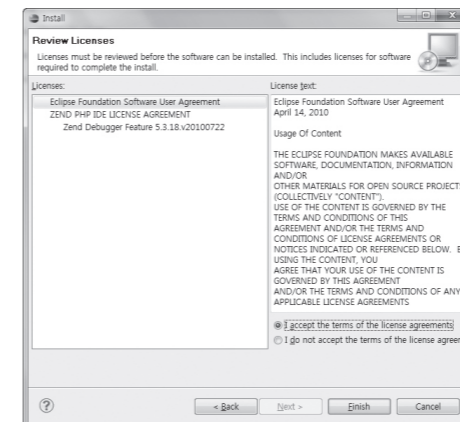 Install
Review Licenses
Licenses must be reviewed before the software can be installed. This includes licenses for software
required to complete the install.
Licenses:
Eclipse Foundation Software User Agreement
ZEND PHP IDE LICENSE AGREEMENT
Zend Debugger Feature 5.3.18.v20100722
License text:
Eclipse Foundation Software User Agreement
April 14, 2010
Usage Of Content
THE ECLIPSE FOUNDATION MAKES AVAILABLE
SOFTWARE, DOCUMENTATION, INFORMATION
AND/OR
OTHER MATERIALS FOR OPEN SOURCE PROJECTS
(COLLECTIVELY "CONTENT").
USE OF THE CONTENT IS GOVERNED BY THE
TERMS AND CONDITIONS OF THIS
AGREEMENT AND/OR THE TERMS AND
CONDITIONS OF LICENSE AGREEMENTS OR
NOTICES INDICATED OR REFERENCED BELOW.
USING THE CONTENT, YOU
AGREE THAT YOUR USE OF THE CONTENT IS
GOVERNED BY THIS AGREEMENT
AND/OR THE TERMS AND CONDITIONS OF ANY
APPLICABLE LICENSE AGREEMENTS
I accept the terms of the license agreements
I do not accept the terms of the license
< Back
Next >
Finish
Cancel